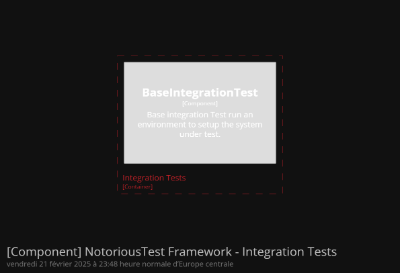 BaseIntegrationTest
[Component]
Base Integration Test run an
environment to setup the system
under test.
Integration Tests
[Container]
[Component] NotoriousTest Framework - Integration Tests
vendredi 21 février 2025 à 23:48 heure normale d'Europe centrale